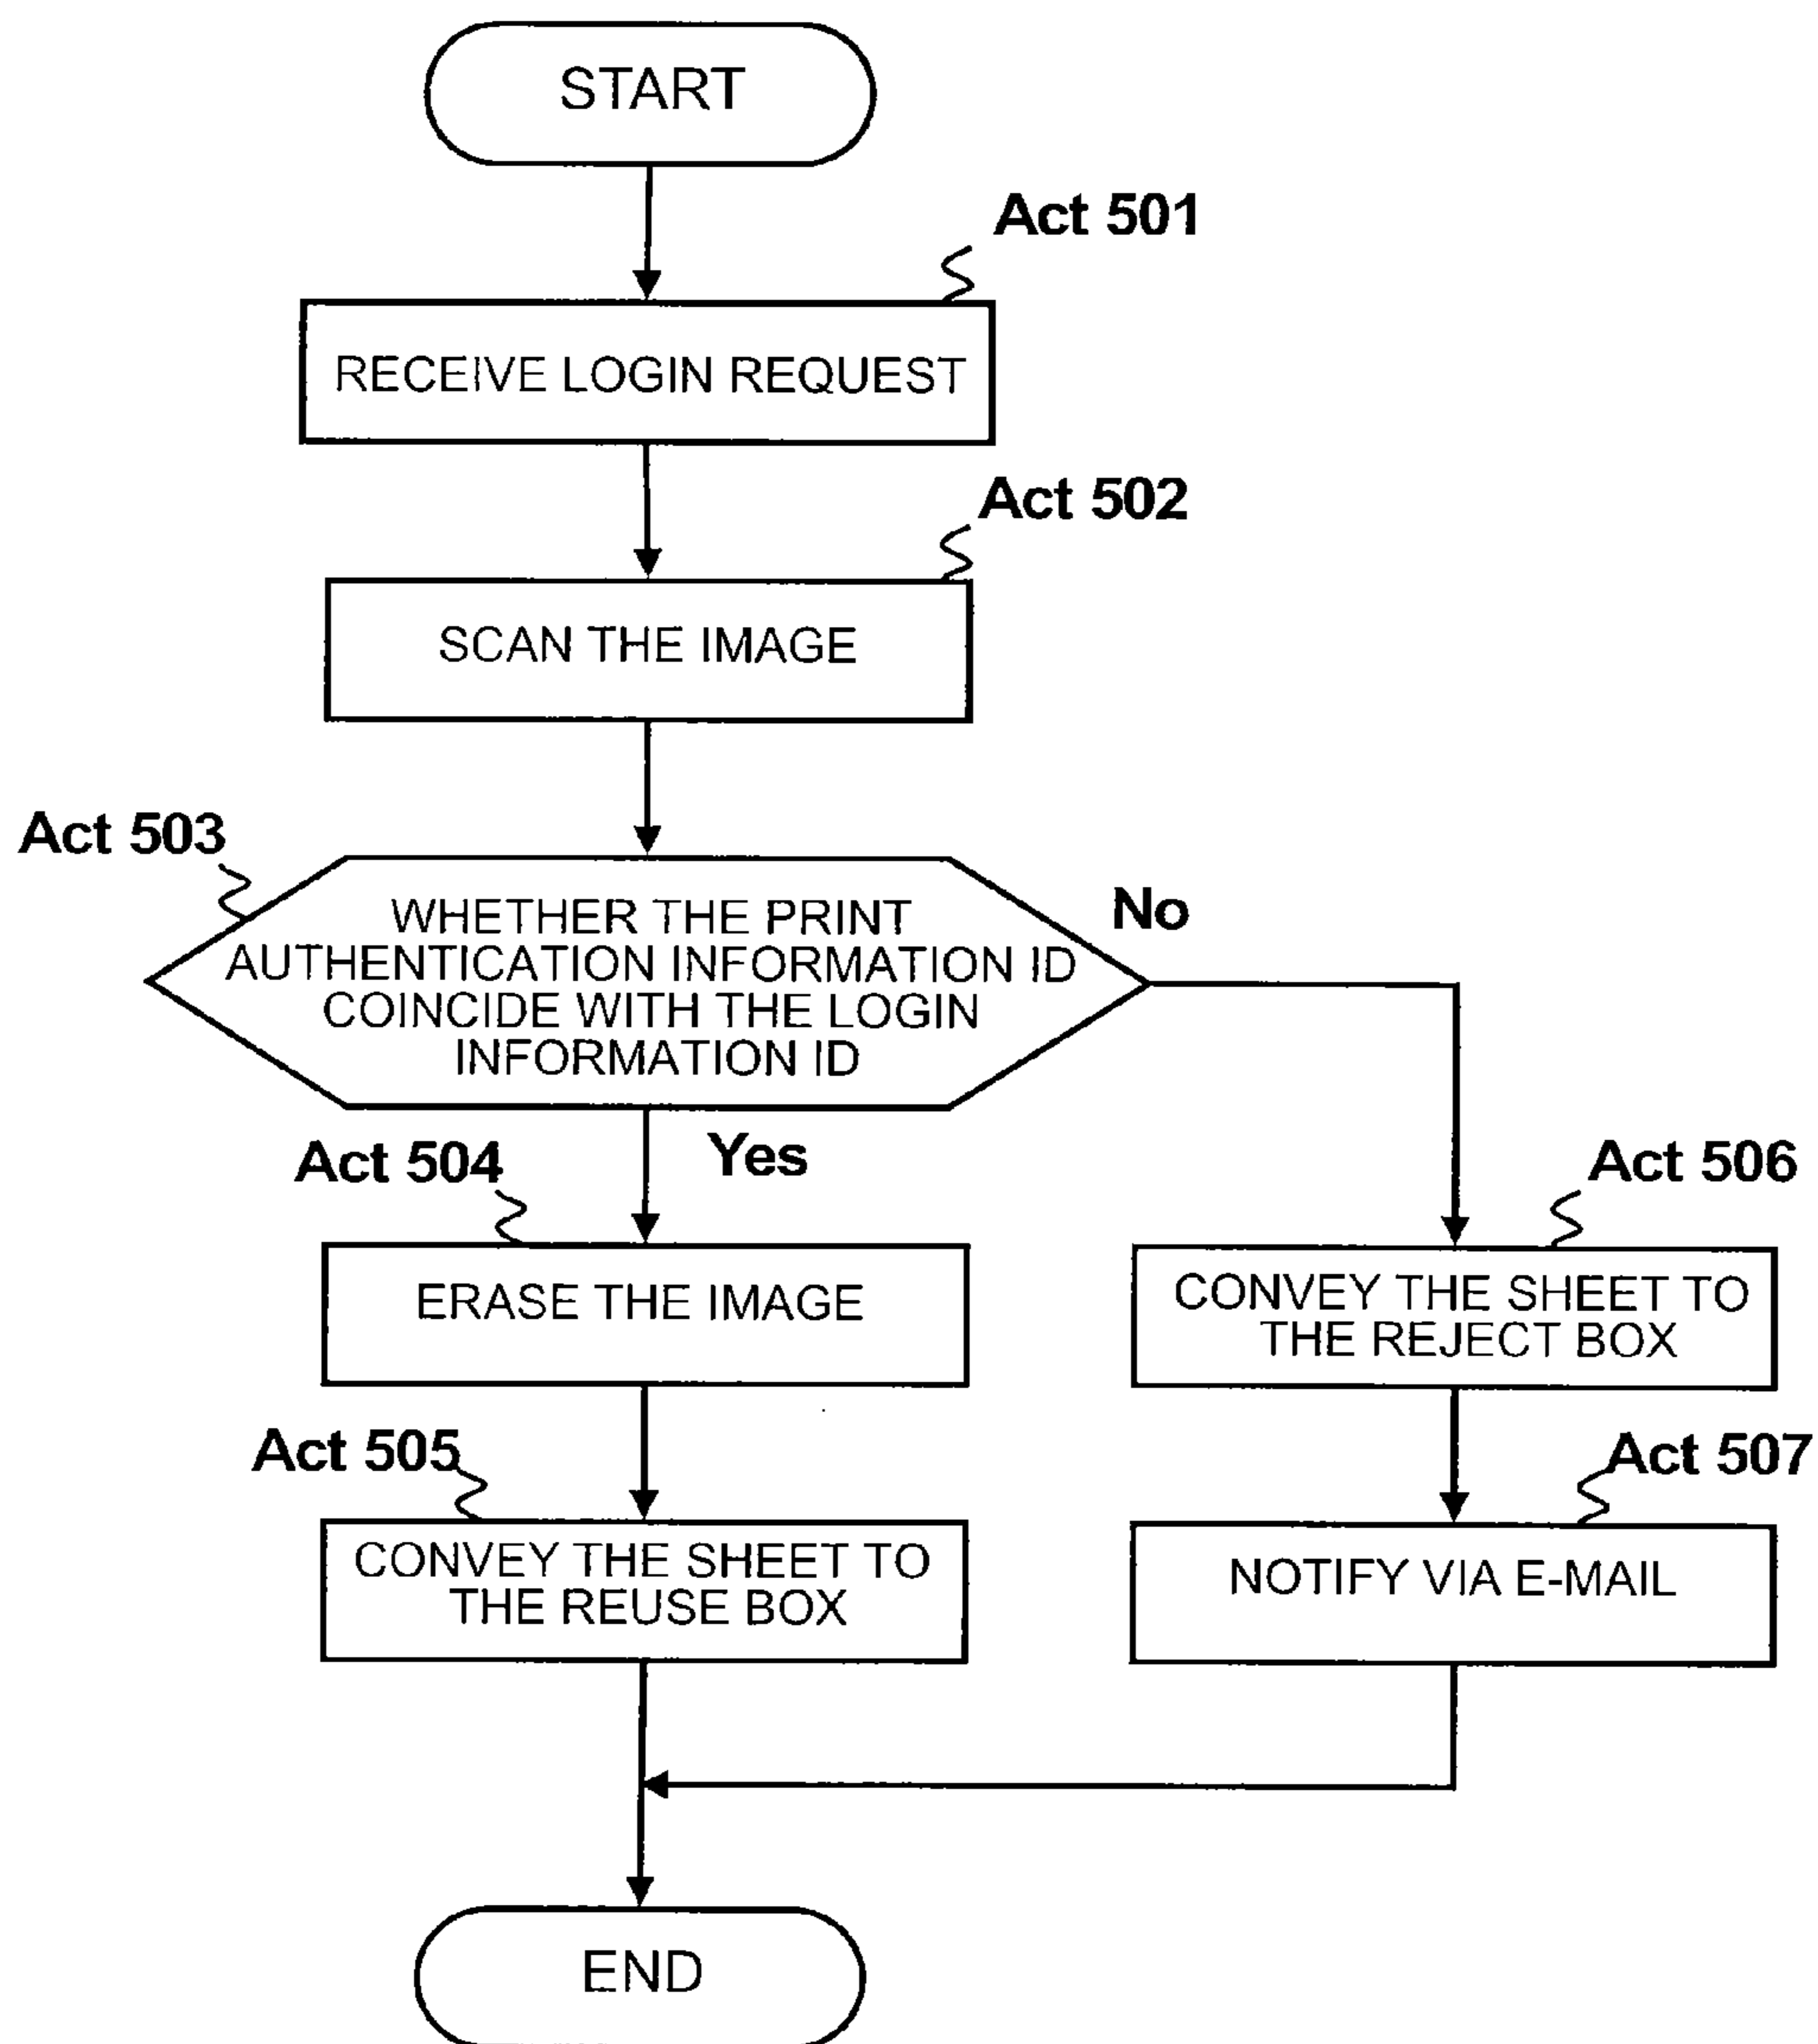 START
Act 501
RECEIVE LOGIN REQUEST
Act 502
SCAN THE IMAGE
Act 503
WHETHER THE PRINT
AUTHENTICATION INFORMATION ID
COINCIDE WITH THE LOGIN
INFORMATION ID
No
Yes
Act 504
ERASE THE IMAGE
Act 506
CONVEY THE SHEET TO
THE REJECT BOX
Act 505
CONVEY THE SHEET TO
THE REUSE BOX
Act 507
NOTIFY VIA E-MAIL
END